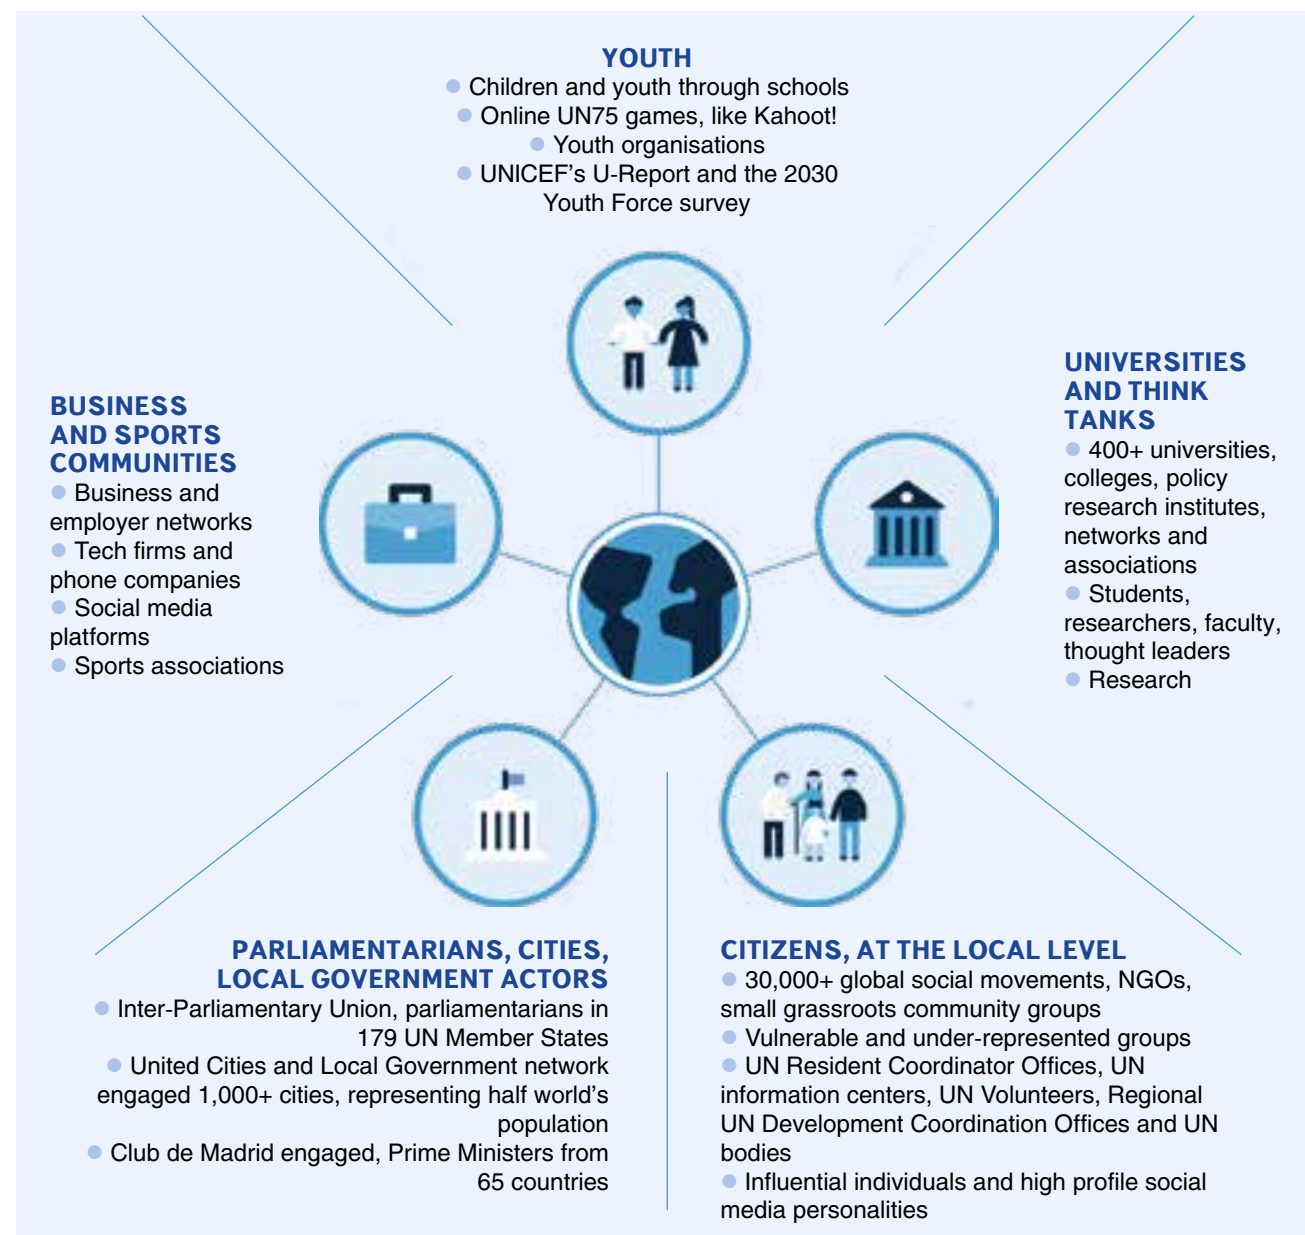 YOUTH
● Children and youth through schools
● Online UN75 games, like Kahoot!
● Youth organisations
● UNICEF’s U-Report and the 2030
Youth Force survey
BUSINESS
AND SPORTS
COMMUNITIES
● Business and
employer networks
● Tech firms and
phone companies
● Social media
platforms
● Sports associations
UNIVERSITIES
AND THINK
TANKS
● 400+ universities,
colleges, policy
research institutes,
networks and
associations
● Students,
researchers, faculty,
thought leaders
● Research
PARLIAMENTARIANS, CITIES,
LOCAL GOVERNMENT ACTORS
● Inter-Parliamentary Union, parliamentarians in
179 UN Member States
● United Cities and Local Government network
engaged 1,000+ cities, representing half world’s
population
● Club de Madrid engaged, Prime Ministers from
65 countries
CITIZENS, AT THE LOCAL LEVEL
● 30,000+ global social movements, NGOs,
small grassroots community groups
● Vulnerable and under-represented groups
● UN Resident Coordinator Offices, UN
information centers, UN Volunteers, Regional
UN Development Coordination Offices and UN
bodies
● Influential individuals and high profile social
media personalities